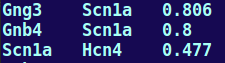 Gng3 Scn1a 0.806
Gnb4 Scn1a 0.8
Scn1a Hcn4 0.477